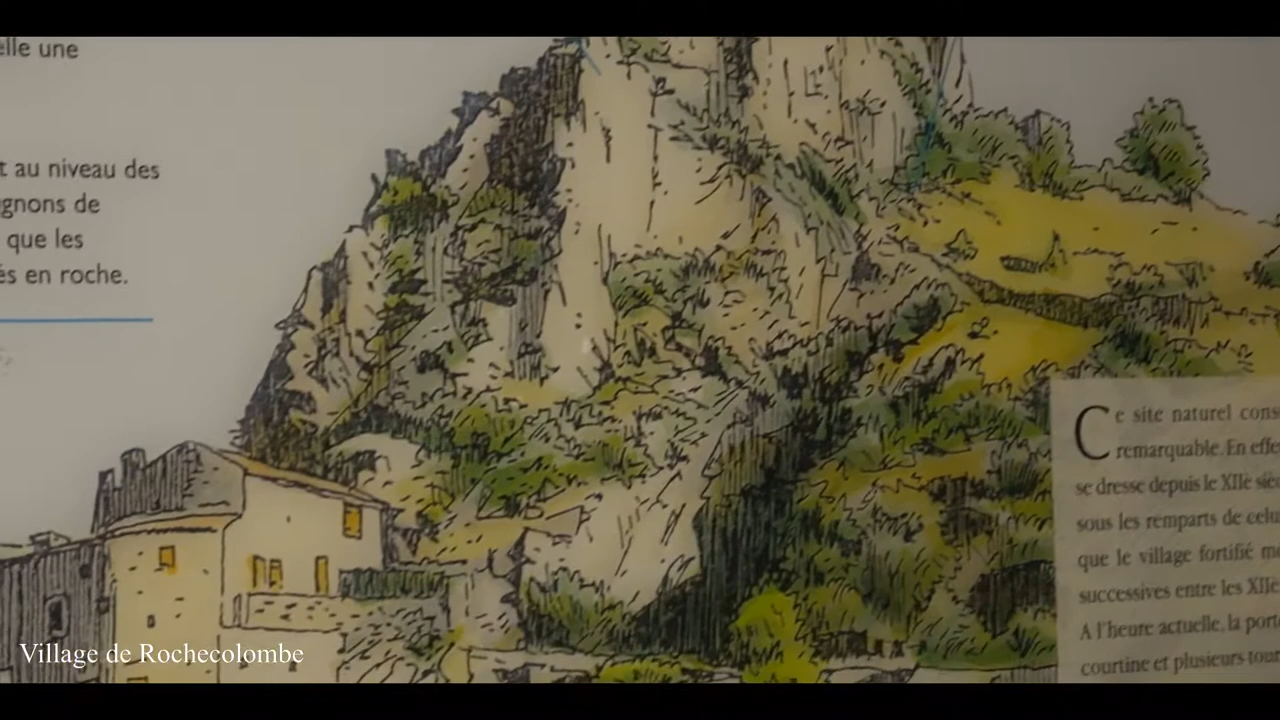 elle une
t au niveau des
gnons de
que les
és en roche.
Ce site naturel cons
remarquable. En effe
se dresse depuis le XIIè siè
sous les remparts de celu
que le village fortifié m
successives entre les XIIè
A l'heure actuelle, la port
courtine et plusieurs tour
Village de Rochecolombe